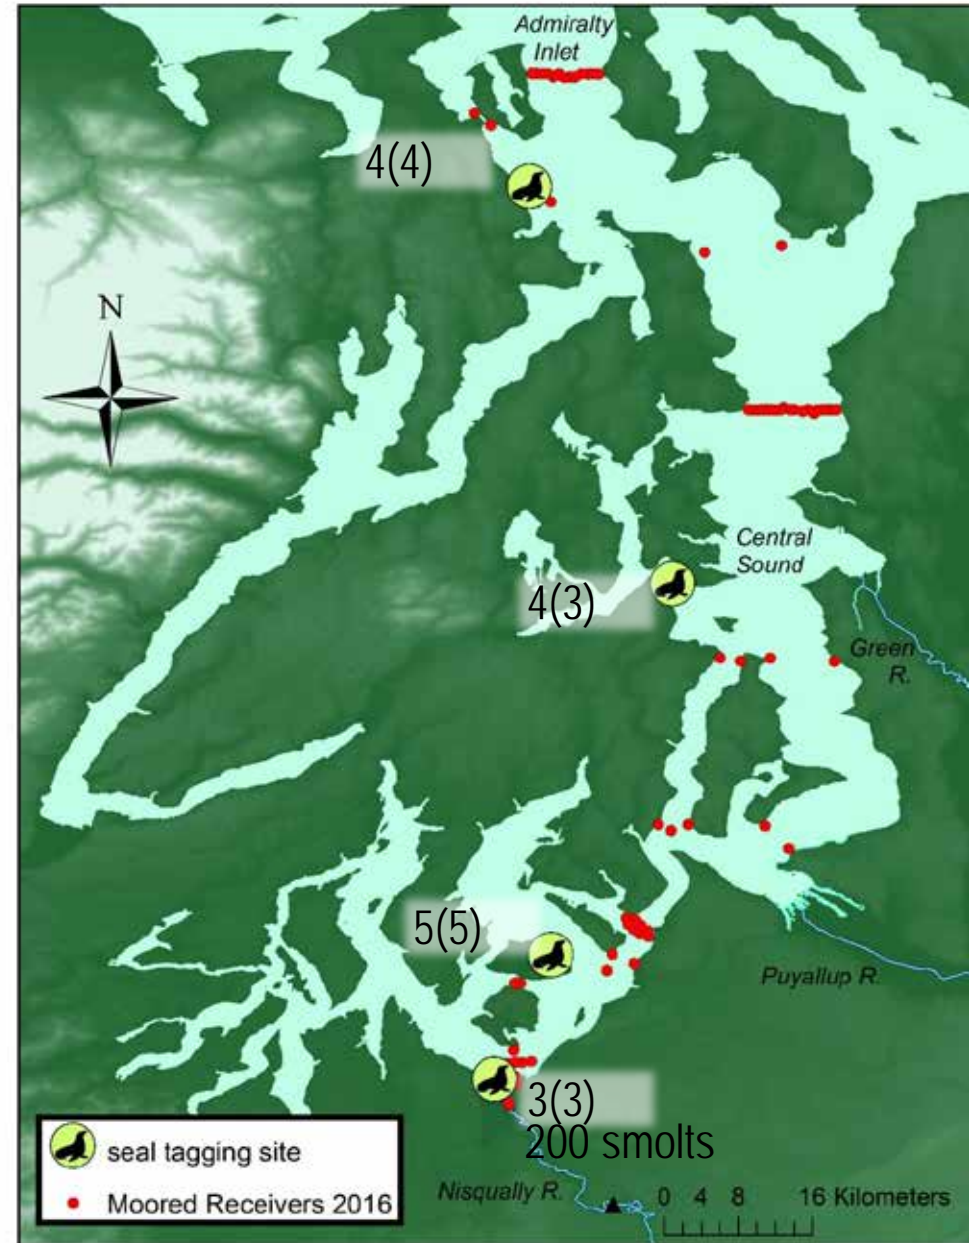 Admiralty
Inlet
4(4)
N
Central
Sound
4(3)
Green
R.
5(5)
Puyallup R.
3(3)
200 smolts
seal tagging site
Moored Receivers 2016
Nisqually R.
0 4 8 16 Kilometers